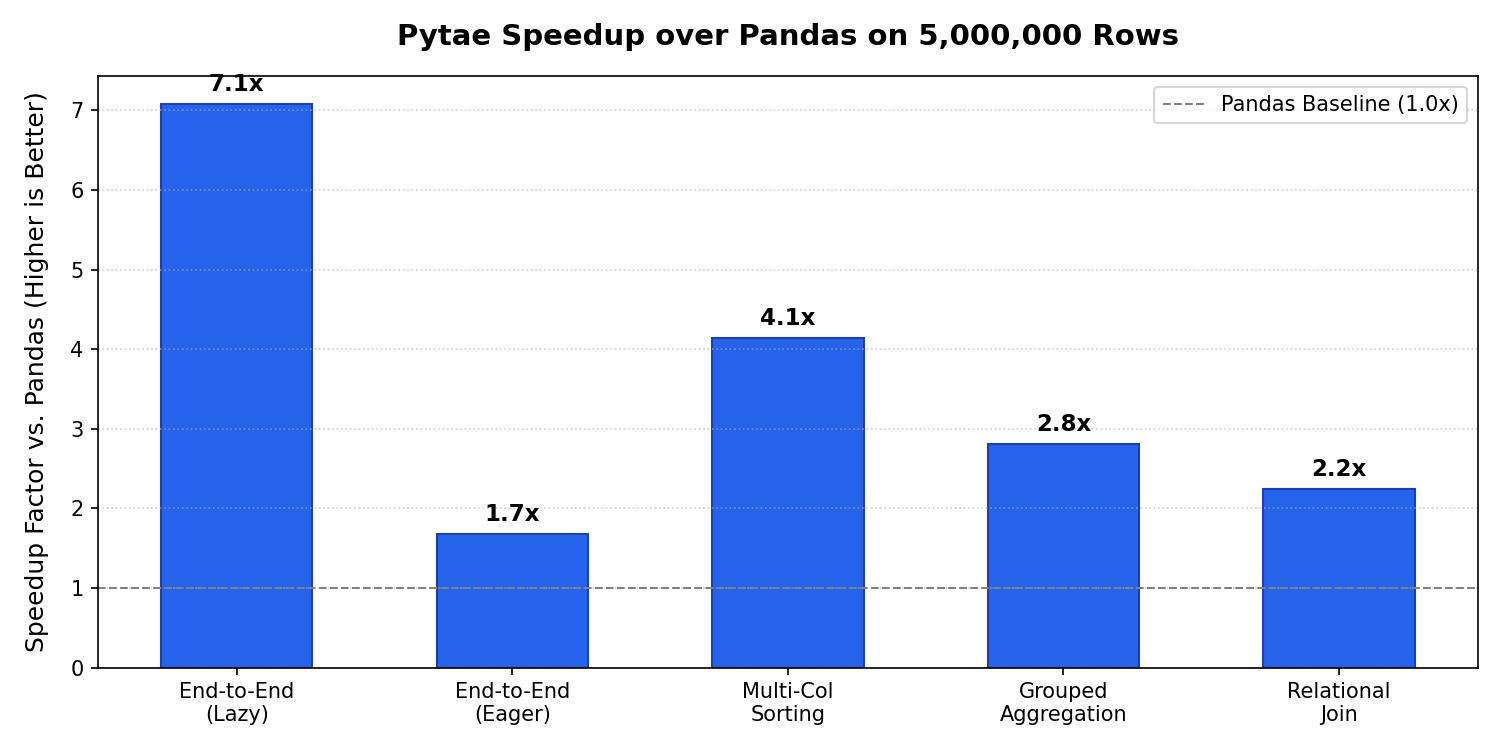 Pytae Speedup over Pandas on 5,000,000 Rows
Speedup Factor vs. Pandas (Higher is Better)
7
6
5
4
3
2
1
0
Pandas Baseline (1.0x)
7.1x
1.7x
4.1x
2.8x
2.2x
End-to-End
(Lazy)
End-to-End
(Eager)
Multi-Col
Sorting
Grouped
Aggregation
Relational
Join